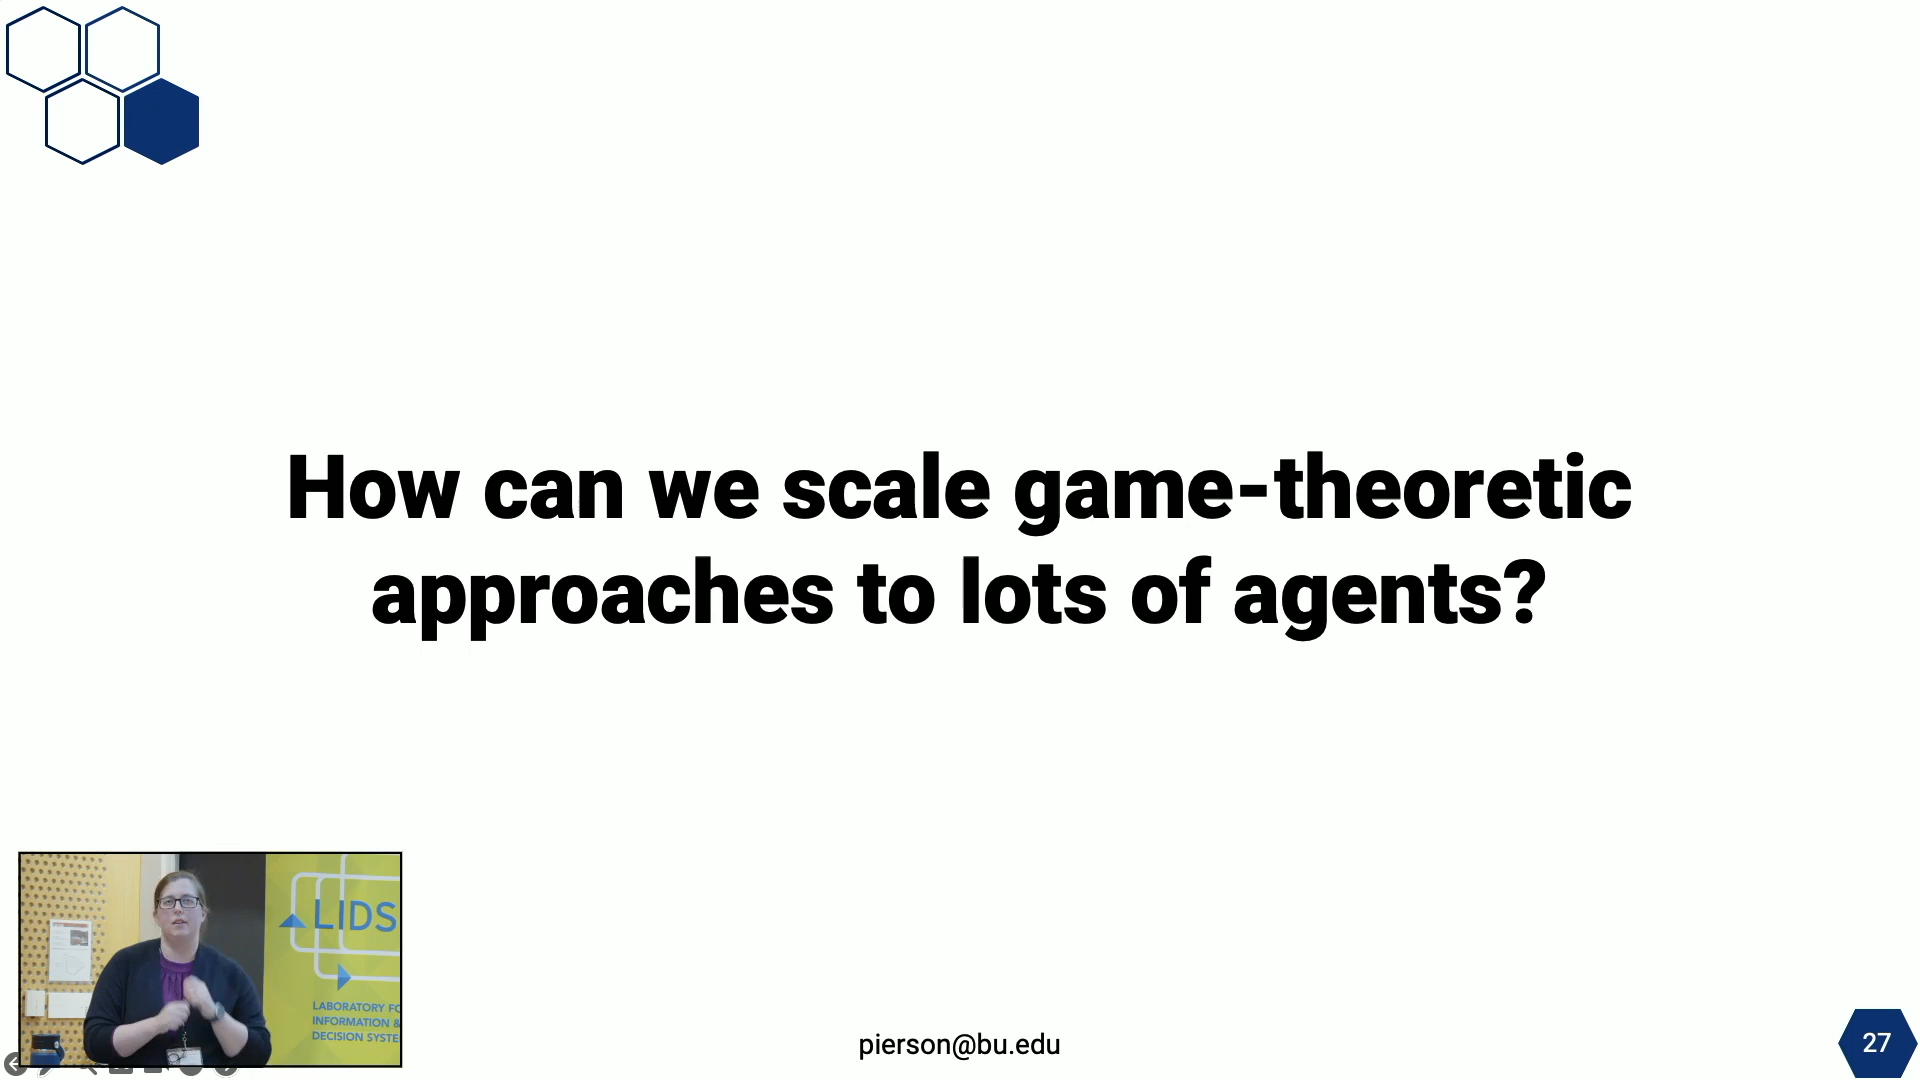 How can we scale game-theoretic
approaches to lots of agents?
LIDS
LABORATORY FO
INFORMATION &
DECISION SYSTE
pierson@bu.edu
27